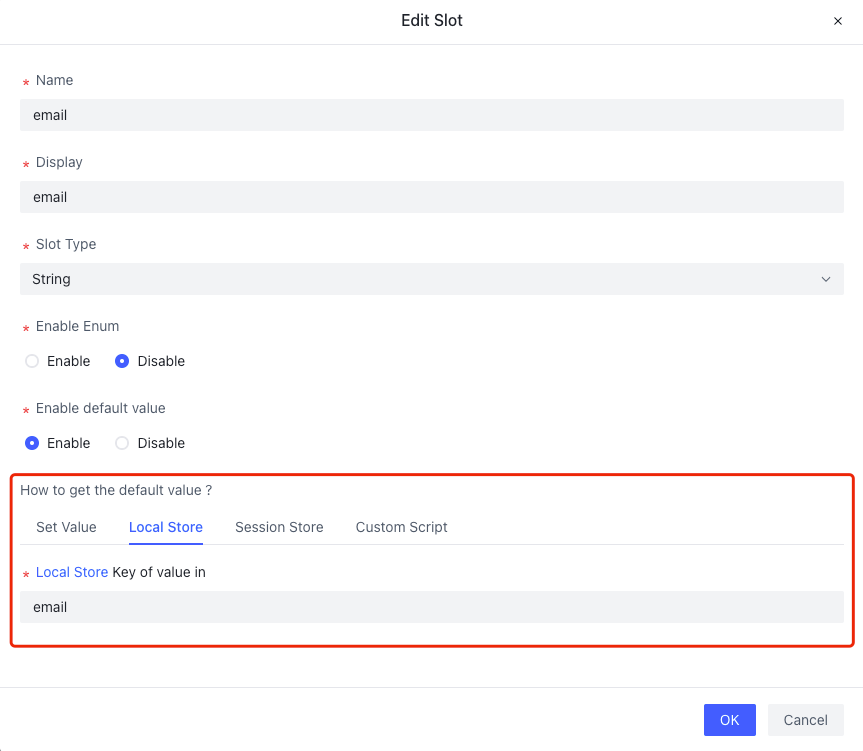 Edit Slot
* Name
email
* Display
email
* Slot Type
String
* Enable Enum
Enable Disable
* Enable default value
Enable Disable
How to get the default value ?
Set Value Local Store Session Store Custom Script
* Local Store Key of value in
email
OK Cancel